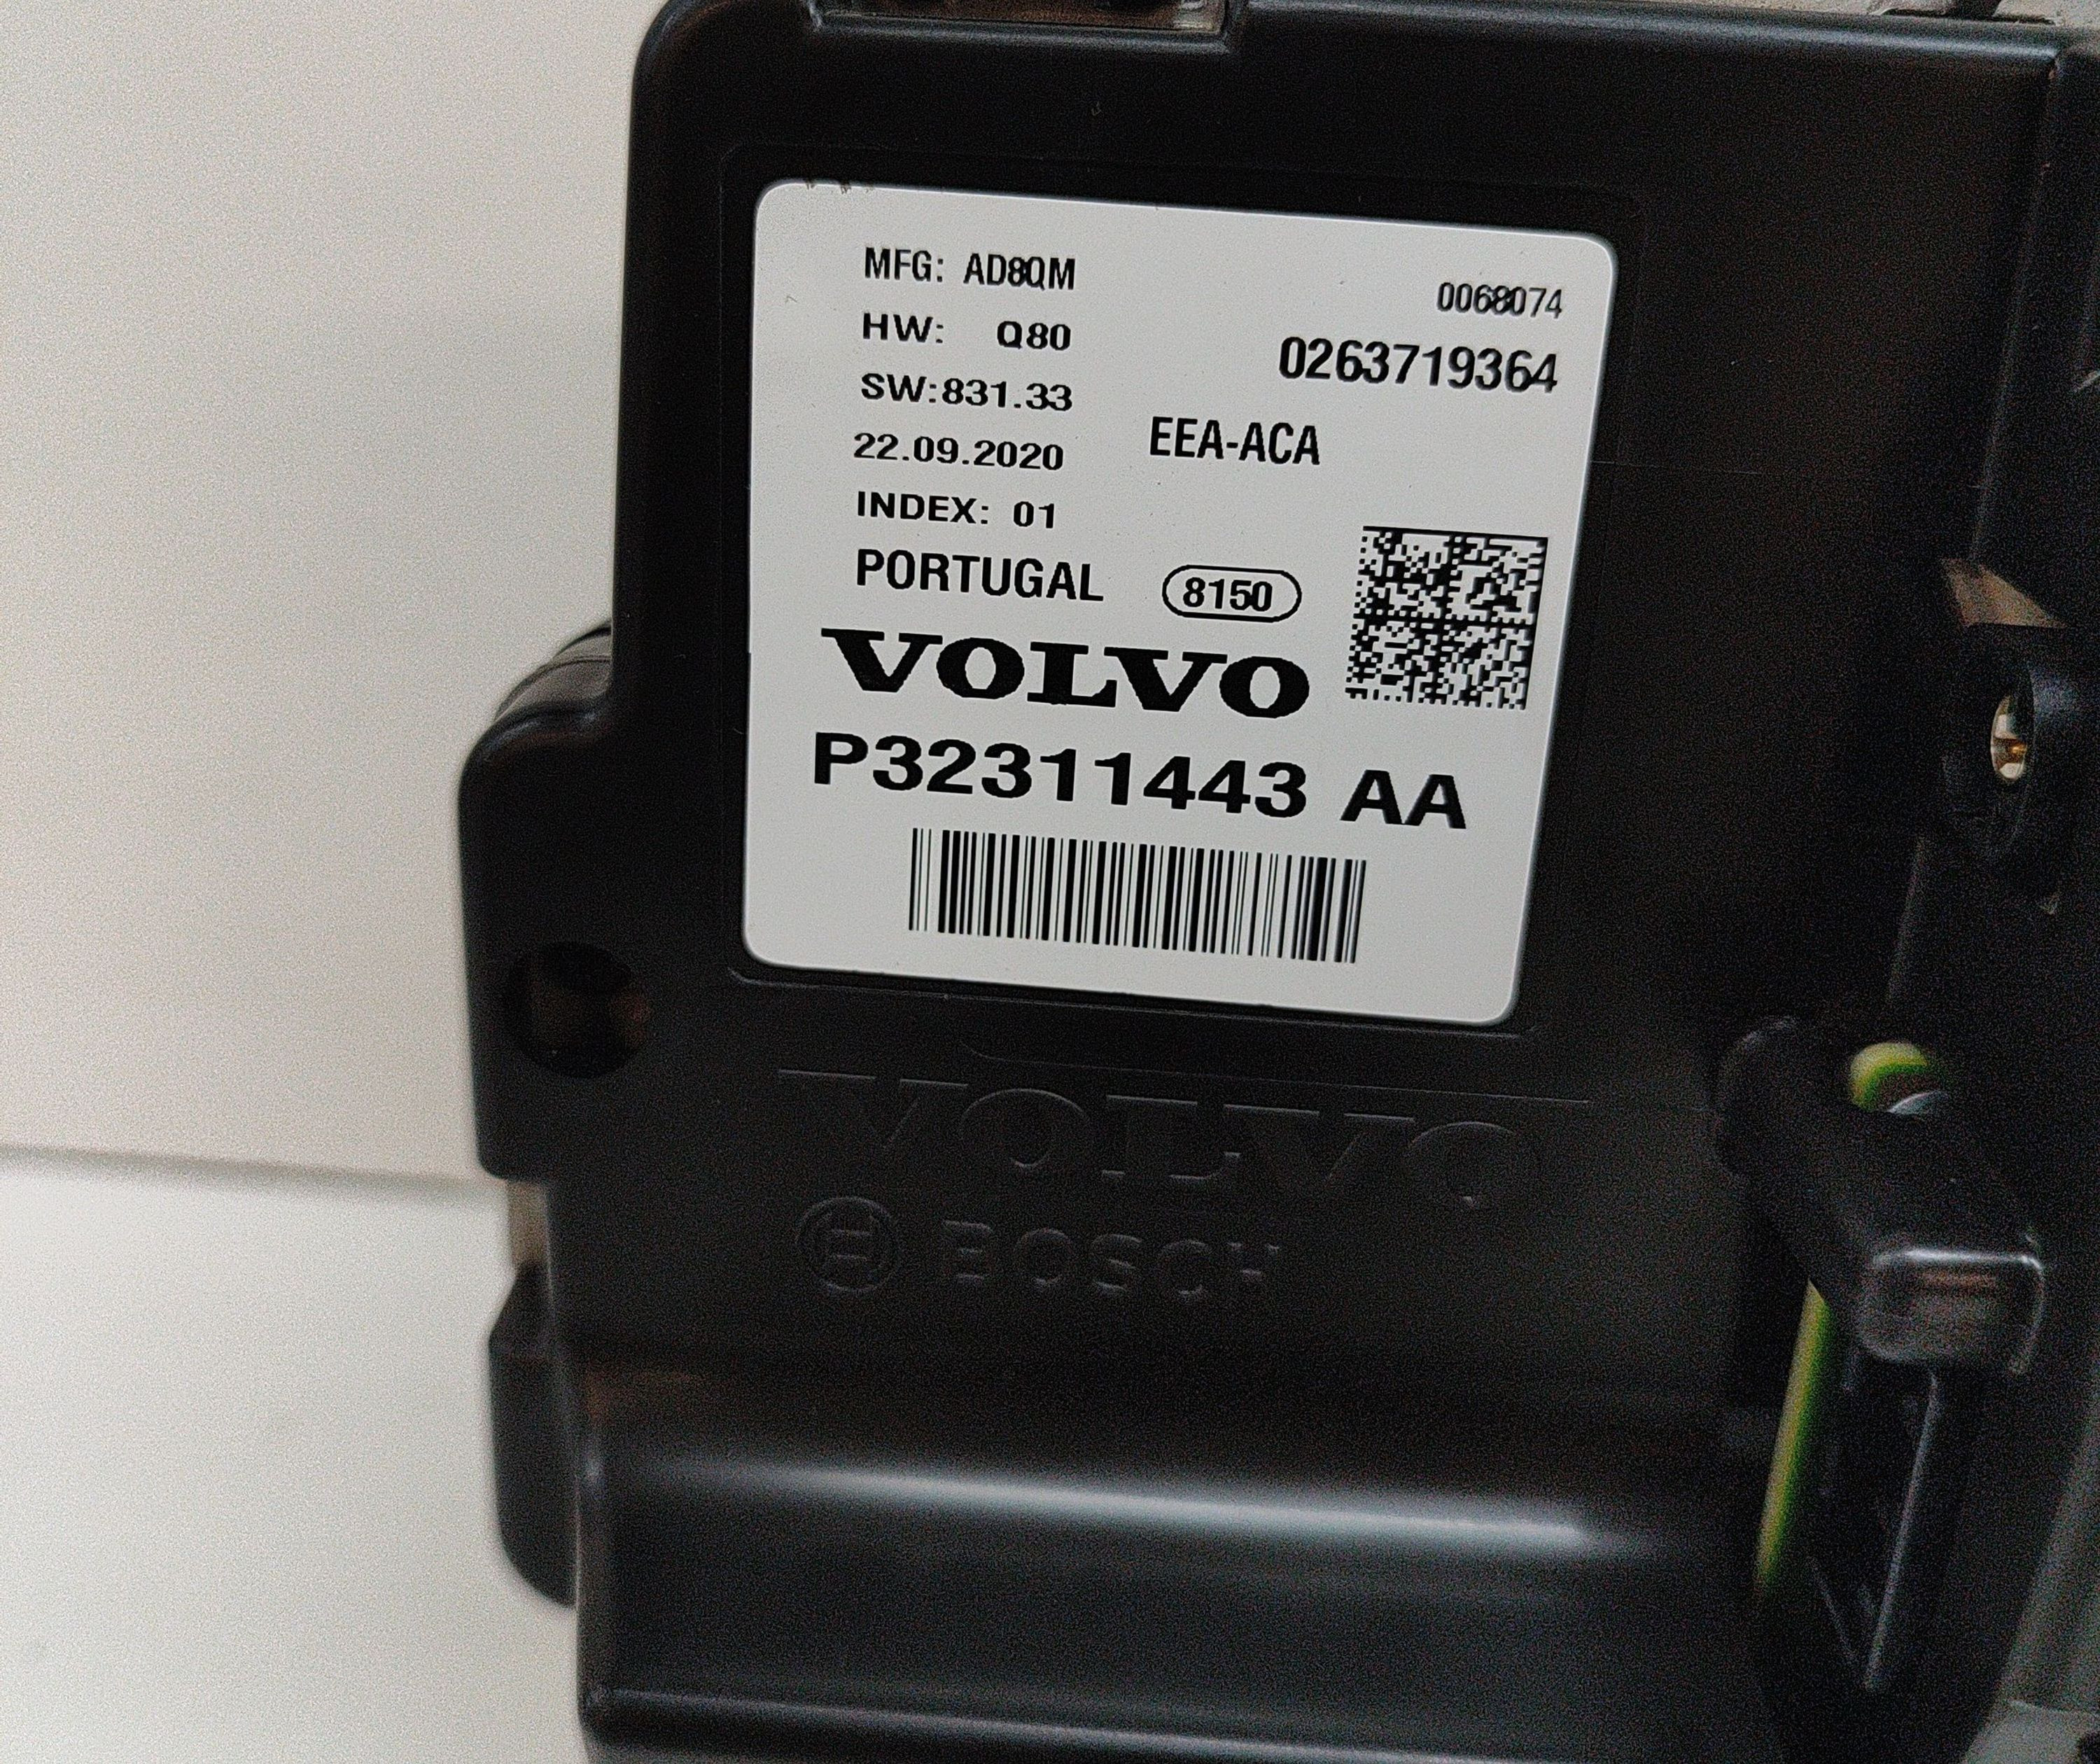 MFG: AD8QM
0068074
HW: Q80
0263719364
SW:831.33
EEA-ACA
22.09.2020
INDEX: 01
PORTUGAL
8150
VOLVO
P32311443 AA
VOLVO
BOSCH